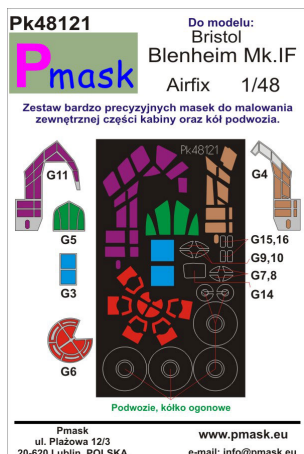 Pk48121
Do modelu:
Bristol
Blenheim Mk.IF
Airfix 1/48
Pmask
Zestaw bardzo precyzyjnych masek do malowania
zewnętrznej części kabiny oraz kół podwozia.
Pk48121
G11
G4
G5
G15,16
G9,10
G3
G7,8
G14
G6
Podwozie, kółko ogonowe
Pmask
ul. Plażowa 12/3
20-620 Lublin, POLSKA
www.pmask.eu
e-mail: info@pmask.eu